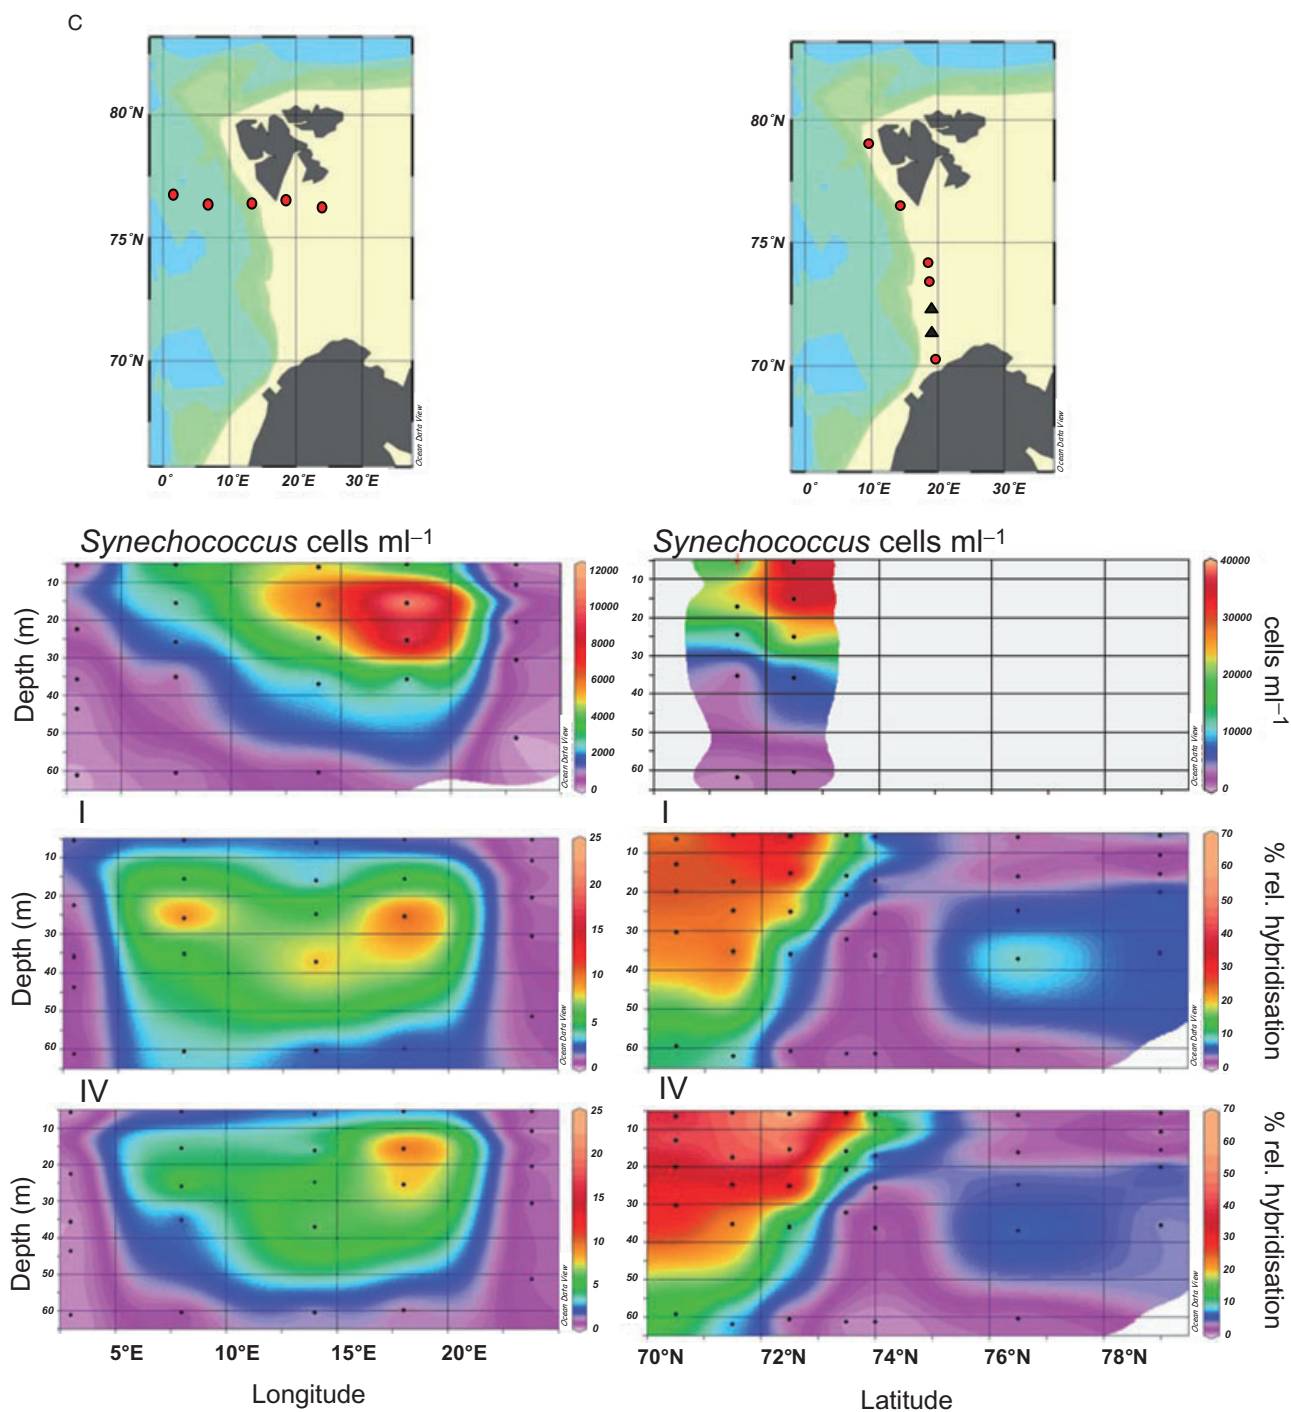 C
80°N
75°N
70°N
0°
10°E
20°E
30°E
Ocean Data View
80°N
75°N
70°N
0°
10°E
20°E
30°E
Ocean Data View
Synechococcus cells ml⁻¹
Depth (m)
10
20
30
40
50
60
Ocean Data View
12000
10000
8000
6000
4000
2000
0
Synechococcus cells ml⁻¹
10
20
30
40
50
60
Ocean Data View
40000
30000
20000
10000
0
cells ml⁻¹
I
Depth (m)
10
20
30
40
50
60
Ocean Data View
25
20
15
10
5
0
I
10
20
30
40
50
60
Ocean Data View
70
60
50
40
30
20
10
0
% rel. hybridisation
IV
Depth (m)
10
20
30
40
50
60
Ocean Data View
25
20
15
10
5
0
5°E
10°E
15°E
20°E
Longitude
IV
10
20
30
40
50
60
Ocean Data View
70
60
50
40
30
20
10
0
% rel. hybridisation
70°N
72°N
74°N
76°N
78°N
Latitude